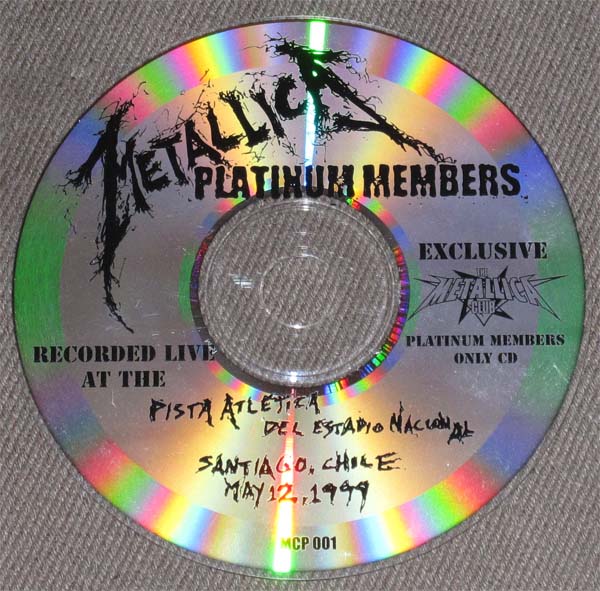 METALLICA
PLATINUM MEMBERS
EXCLUSIVE
THE
METALLICA
CLUB
PLATINUM MEMBERS
ONLY CD
RECORDED LIVE
AT THE
PISTA ATLETICA
DEL ESTADIO NACIONAL
SANTIAGO, CHILE
MAY 12, 1999
MCP 001